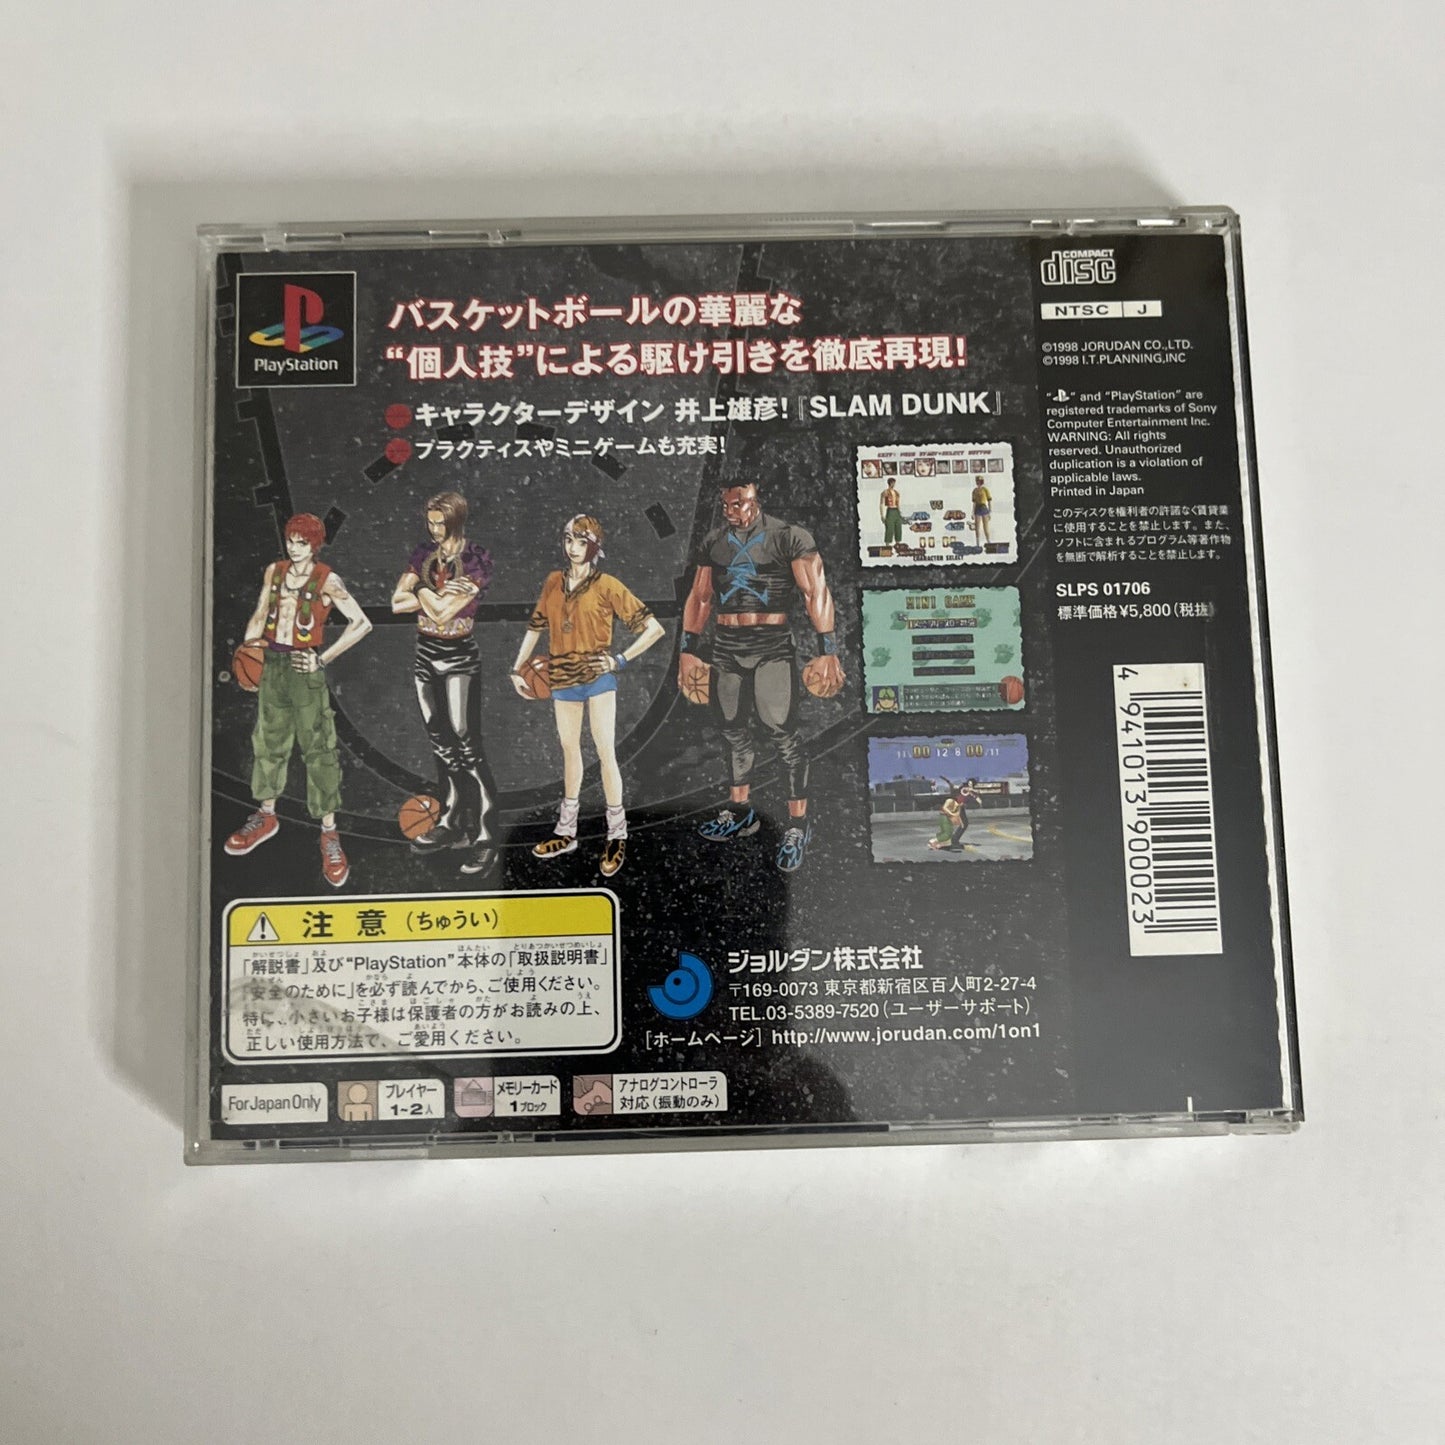 PlayStation
バスケットボールの華麗な
“個人技”による駆け引きを徹底再現!
キャラクターデザイン 井上雄彦!『SLAM DUNK』
プラクティスやミニゲームも充実!
COMPACT
disc
NTSC J
©1998 JORUDAN CO.,LTD.
©1998 I.T.PLANNING,INC
" " and "PlayStation" are
registered trademarks of Sony
Computer Entertainment Inc.
WARNING: All rights
reserved. Unauthorized
duplication is a violation of
applicable laws.
Printed in Japan
このディスクを権利者の許諾なく賃貸業
に使用することを禁止します。また、
ソフトに含まれるプログラム等著作物
を無断で解析することを禁止します。
SLPS 01706
標準価格¥5,800(税抜)
4 941013 900023
VS
CHARACTER SELECT
MINI GAME
注意(ちゅうい)
「解説書」及び“PlayStation”本体の「取扱説明書」
「安全のために」を必ず読んでから、ご使用ください。
特に、小さいお子様は保護者の方がお読みの上、
正しい使用方法で、ご愛用ください。
ジョルダン株式会社
〒169-0073 東京都新宿区百人町2-27-4
TEL.03-5389-7520(ユーザーサポート)
[ホームページ] http://www.jorudan.com/1on1
For Japan Only
プレイヤー
1~2人
メモリーカード
1ブロック
アナログコントローラ
対応(振動のみ)